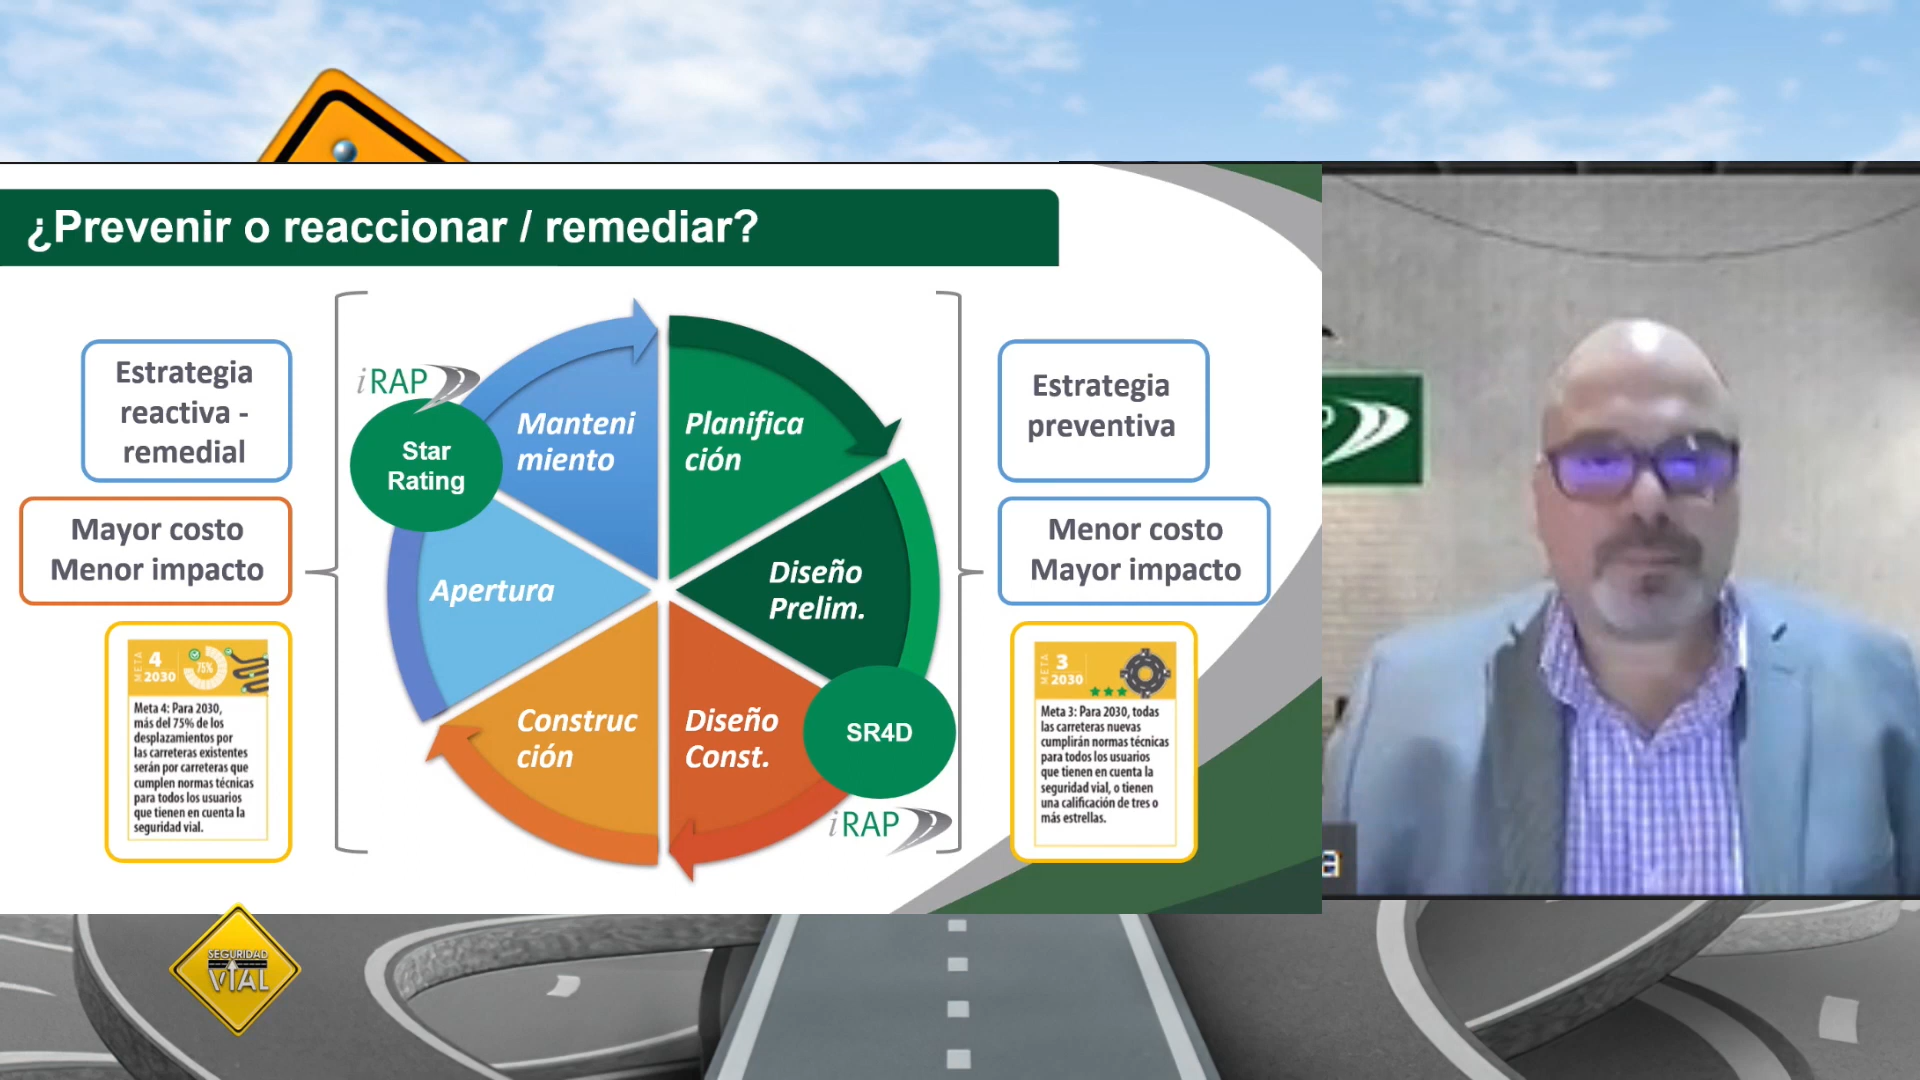 ¿Prevenir o reaccionar / remediar?
Estrategia
reactiva -
remedial
Mayor costo
Menor impacto
META
4
2030
75%
Meta 4: Para 2030,
más del 75% de los
desplazamientos por
las carreteras existentes
serán por carreteras que
cumplen normas técnicas
para todos los usuarios
que tienen en cuenta la
seguridad vial.
iRAP
Star
Rating
Manteni
miento
Planifica
ción
Apertura
Diseño
Prelim.
Construc
ción
Diseño
Const.
SR4D
iRAP
Estrategia
preventiva
Menor costo
Mayor impacto
META
3
2030
Meta 3: Para 2030, todas
las carreteras nuevas
cumplirán normas técnicas
para todos los usuarios
que tienen en cuenta la
seguridad vial, o tienen
una calificación de tres o
más estrellas.
P
a
SEGURIDAD
VIAL